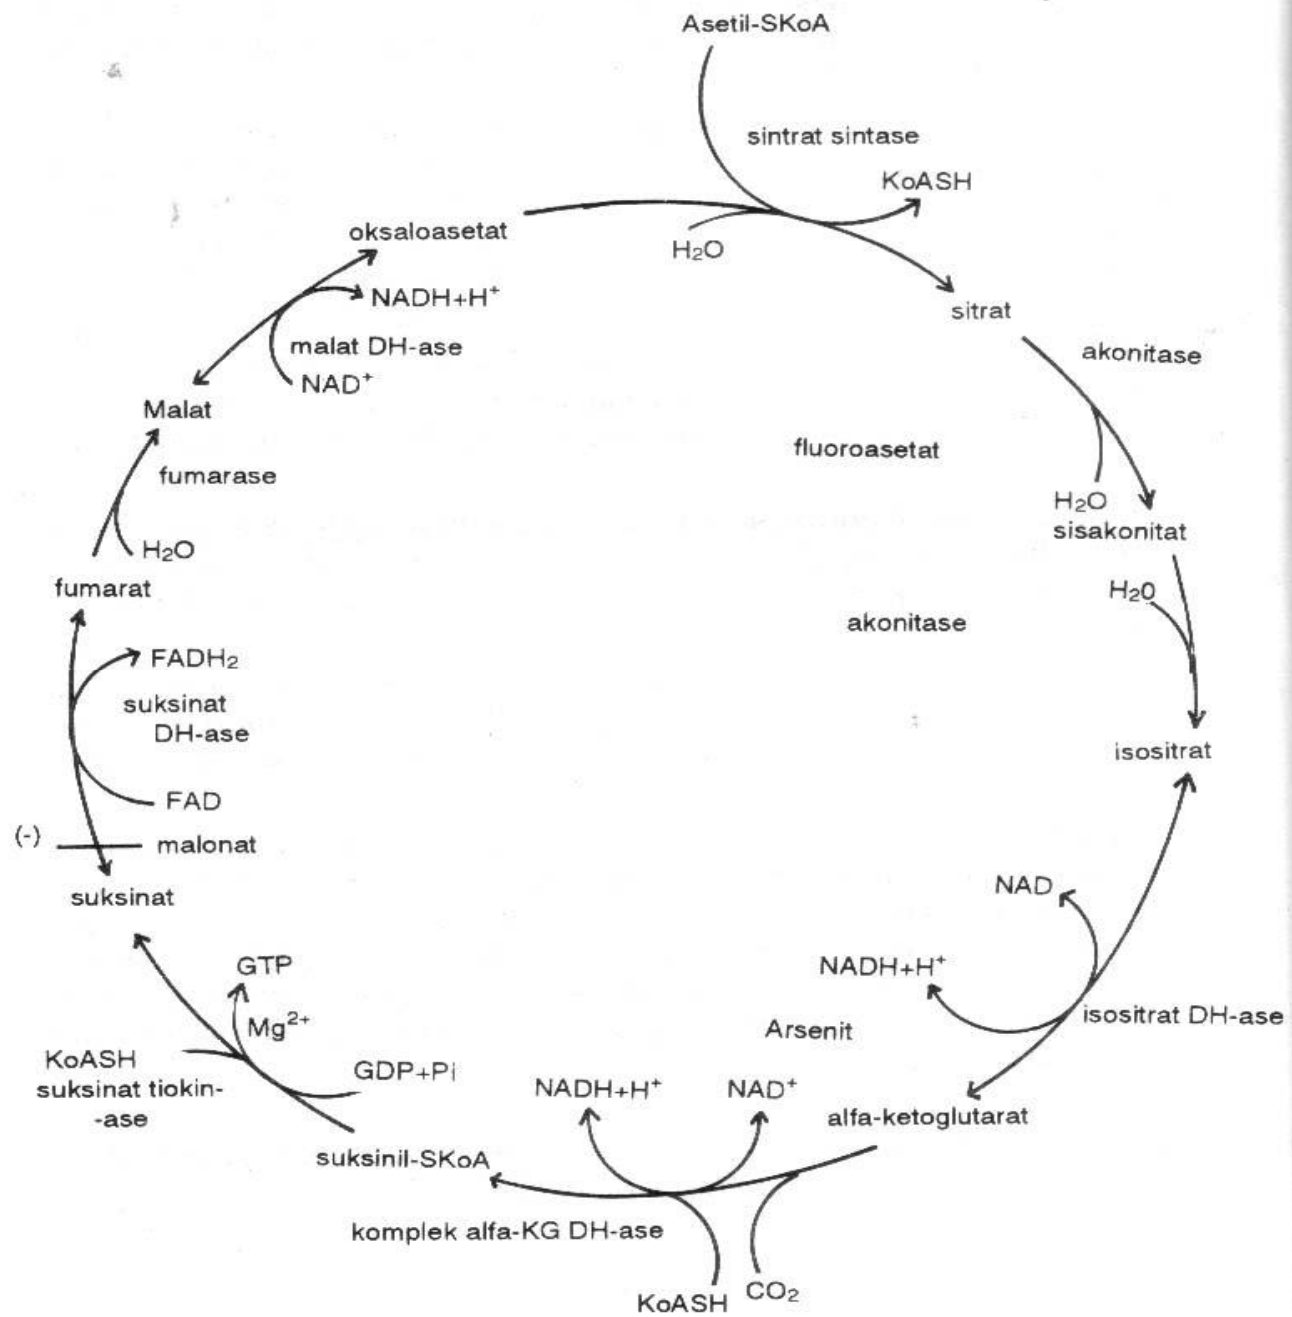 Asetil-SKoA
sintrat sintase
KoASH
oksaloasetat
H₂O
NADH+H⁺
sitrat
malat DH-ase
akonitase
NAD⁺
Malat
fluoroasetat
fumarase
H₂O
sisakonitat
H₂O
fumarat
H₂0
akonitase
FADH₂
suksinat
DH-ase
isositrat
FAD
(-)
malonat
suksinat
NAD
GTP
NADH+H⁺
Mg²⁺
Arsenit
isositrat DH-ase
KoASH
GDP+Pi
suksinat tiokin-
-ase
NADH+H⁺
NAD⁺
alfa-ketoglutarat
suksinil-SKoA
komplek alfa-KG DH-ase
KoASH
CO₂